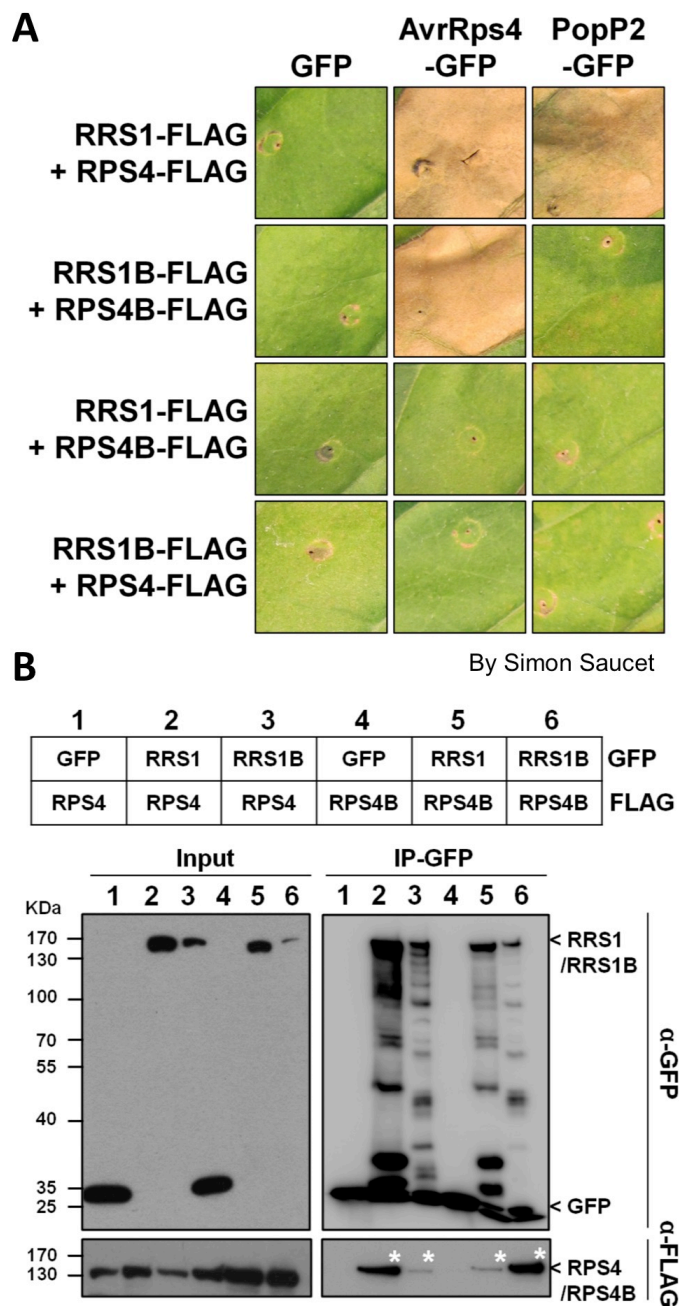 A
GFP
AvrRps4
-GFP
PopP2
-GFP
RRS1-FLAG
+ RPS4-FLAG
RRS1B-FLAG
+ RPS4B-FLAG
RRS1-FLAG
+ RPS4B-FLAG
RRS1B-FLAG
+ RPS4-FLAG
By Simon Saucet
B
1 2 3 4 5 6
GFP RRS1 RRS1B GFP RRS1 RRS1B GFP
RPS4 RPS4 RPS4 RPS4B RPS4B RPS4B FLAG
Input IP-GFP
1 2 3 4 5 6 1 2 3 4 5 6
KDa
170
130
100
70
55
40
35
25
< RRS1
/RRS1B
< GFP
α-GFP
170
130
* * * *
< RPS4
/RPS4B
α-FLAG